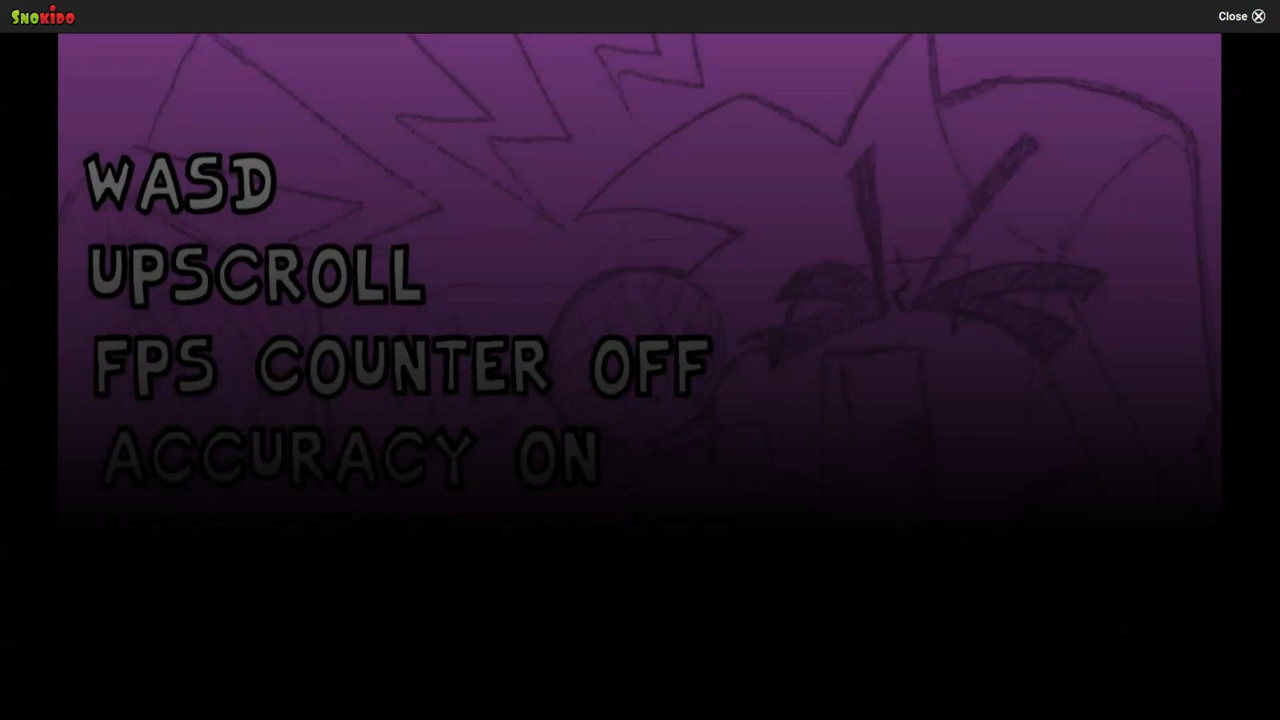 SNOKIDO
Close
WASD
UPSCROLL
FPS COUNTER OFF
ACCURACY ON